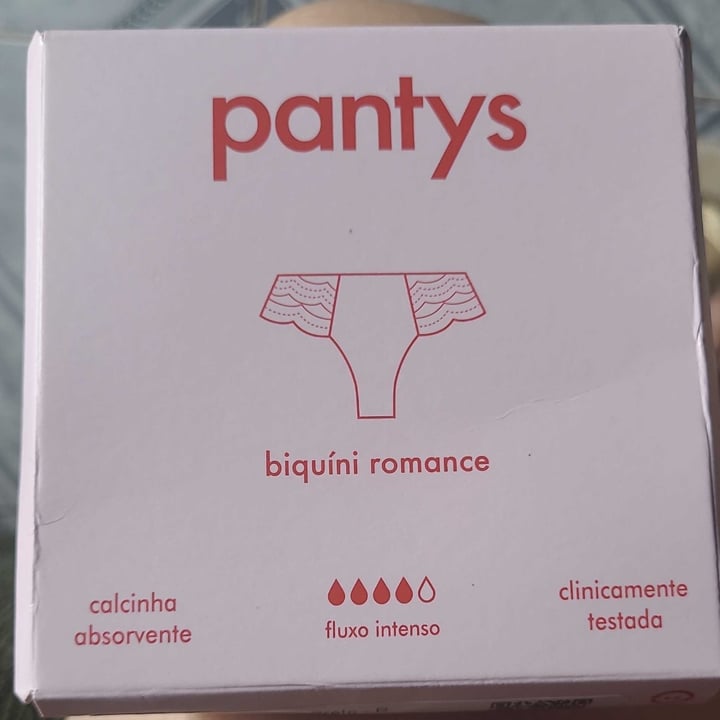 pantys
biquíni romance
calcinha
absorvente
fluxo intenso
clinicamente
testada